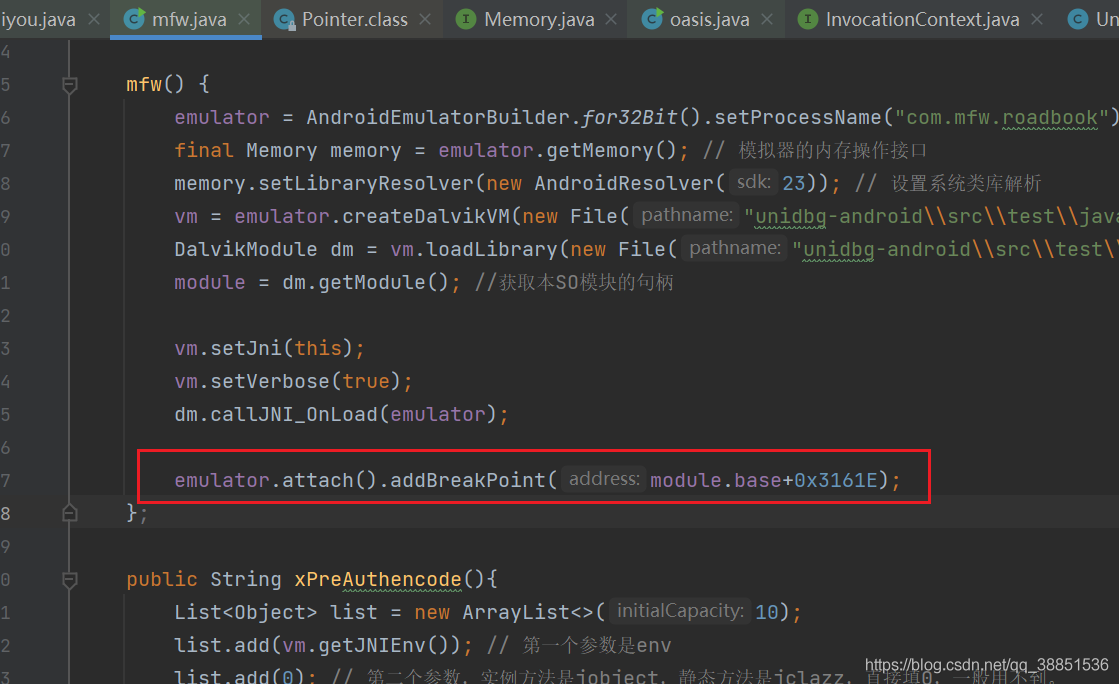 iyou.java × mfw.java × Pointer.class × Memory.java × oasis.java × InvocationContext.java × Un
4
5 mfw() {
6 emulator = AndroidEmulatorBuilder.for32Bit().setProcessName("com.mfw.roadbook")
7 final Memory memory = emulator.getMemory(); // 模拟器的内存操作接口
8 memory.setLibraryResolver(new AndroidResolver( sdk: 23)); // 设置系统类库解析
9 vm = emulator.createDalvikVM(new File( pathname: "unidbg-android\\src\\test\\java
0 DalvikModule dm = vm.loadLibrary(new File( pathname: "unidbg-android\\src\\test\
1 module = dm.getModule(); //获取本SO模块的句柄
2
3 vm.setJni(this);
4 vm.setVerbose(true);
5 dm.callJNI_OnLoad(emulator);
6
7 emulator.attach().addBreakPoint( address: module.base+0x3161E);
8 };
9
0 public String xPreAuthencode(){
1 List<Object> list = new ArrayList<>( initialCapacity: 10);
2 list.add(vm.getJNIEnv()); // 第一个参数是env
3 list.add(0); // 第二个参数，实例方法是jobject，静态方法是jclazz，直接填0，一般用不到。
https://blog.csdn.net/qq_38851536